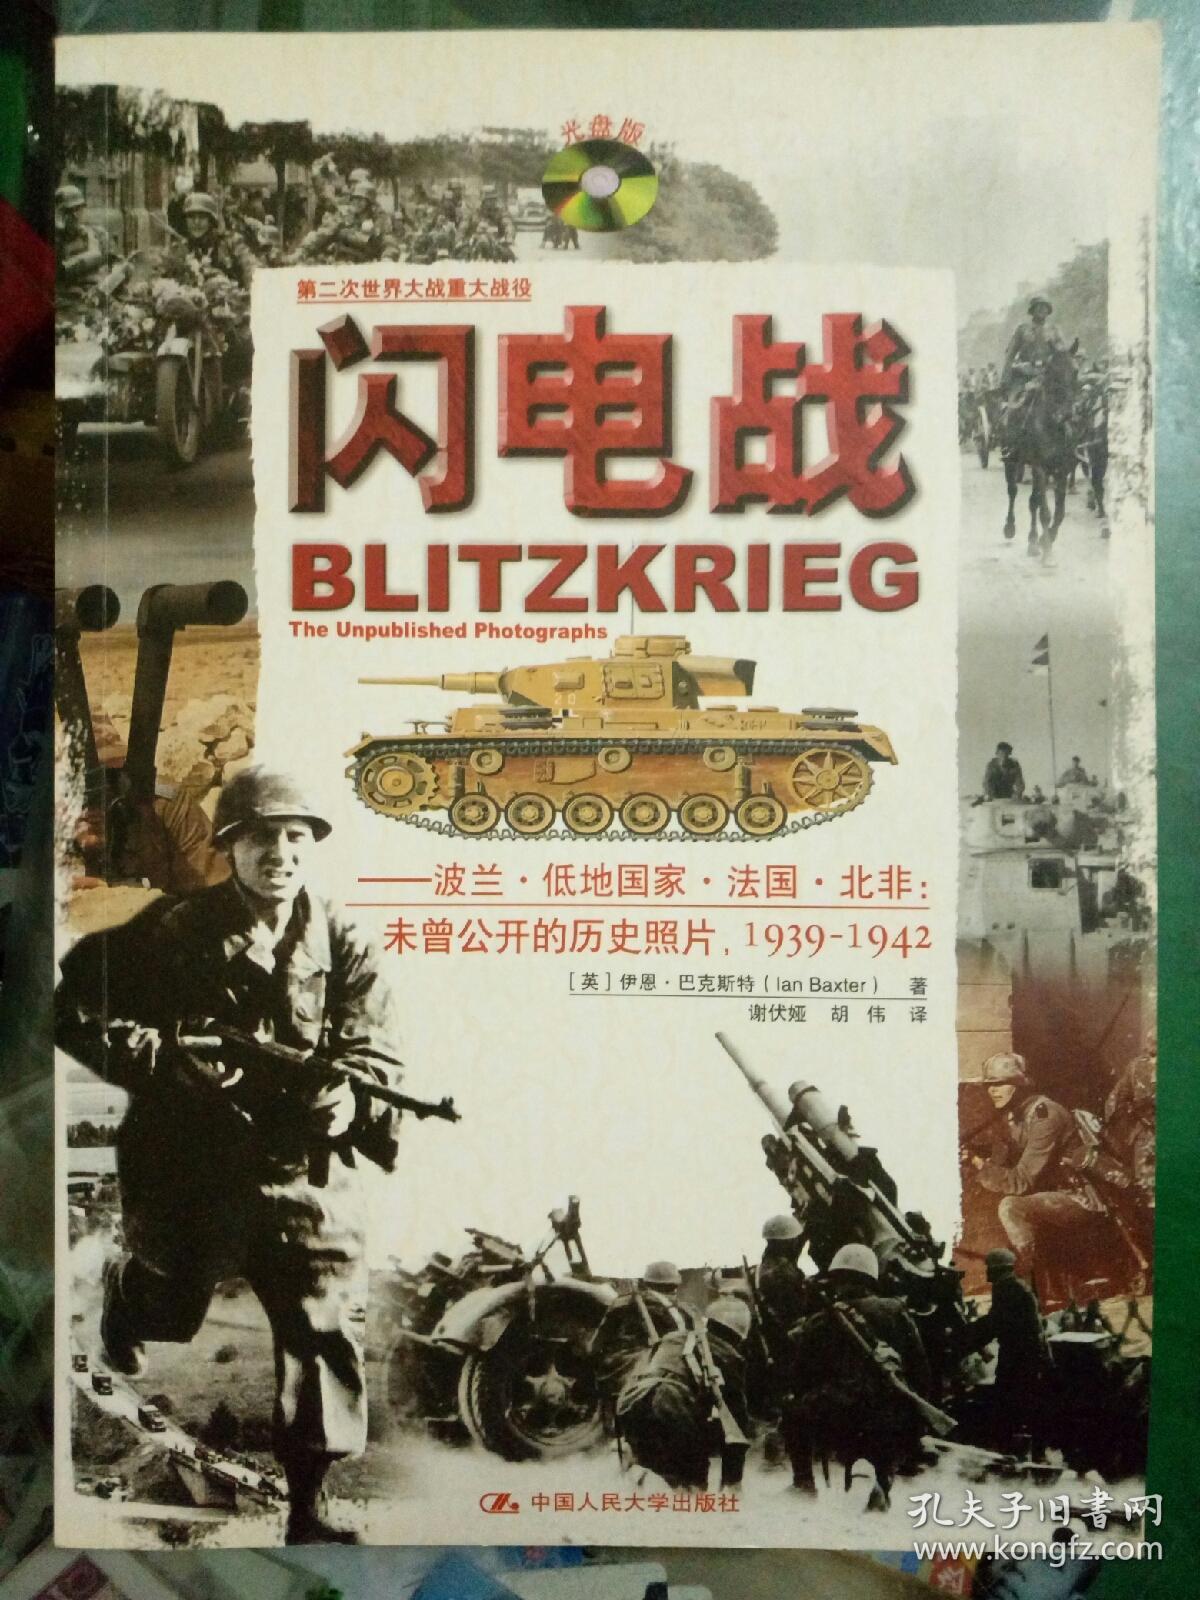 光盘版
第二次世界大战重大战役
闪电战
BLITZKRIEG
The Unpublished Photographs
——波兰·低地国家·法国·北非：
未曾公开的历史照片，1939-1942
［英］伊恩·巴克斯特（Ian Baxter） 著
谢伏娅 胡 伟 译
中国人民大学出版社
孔夫子旧书网
www.kongfz.com